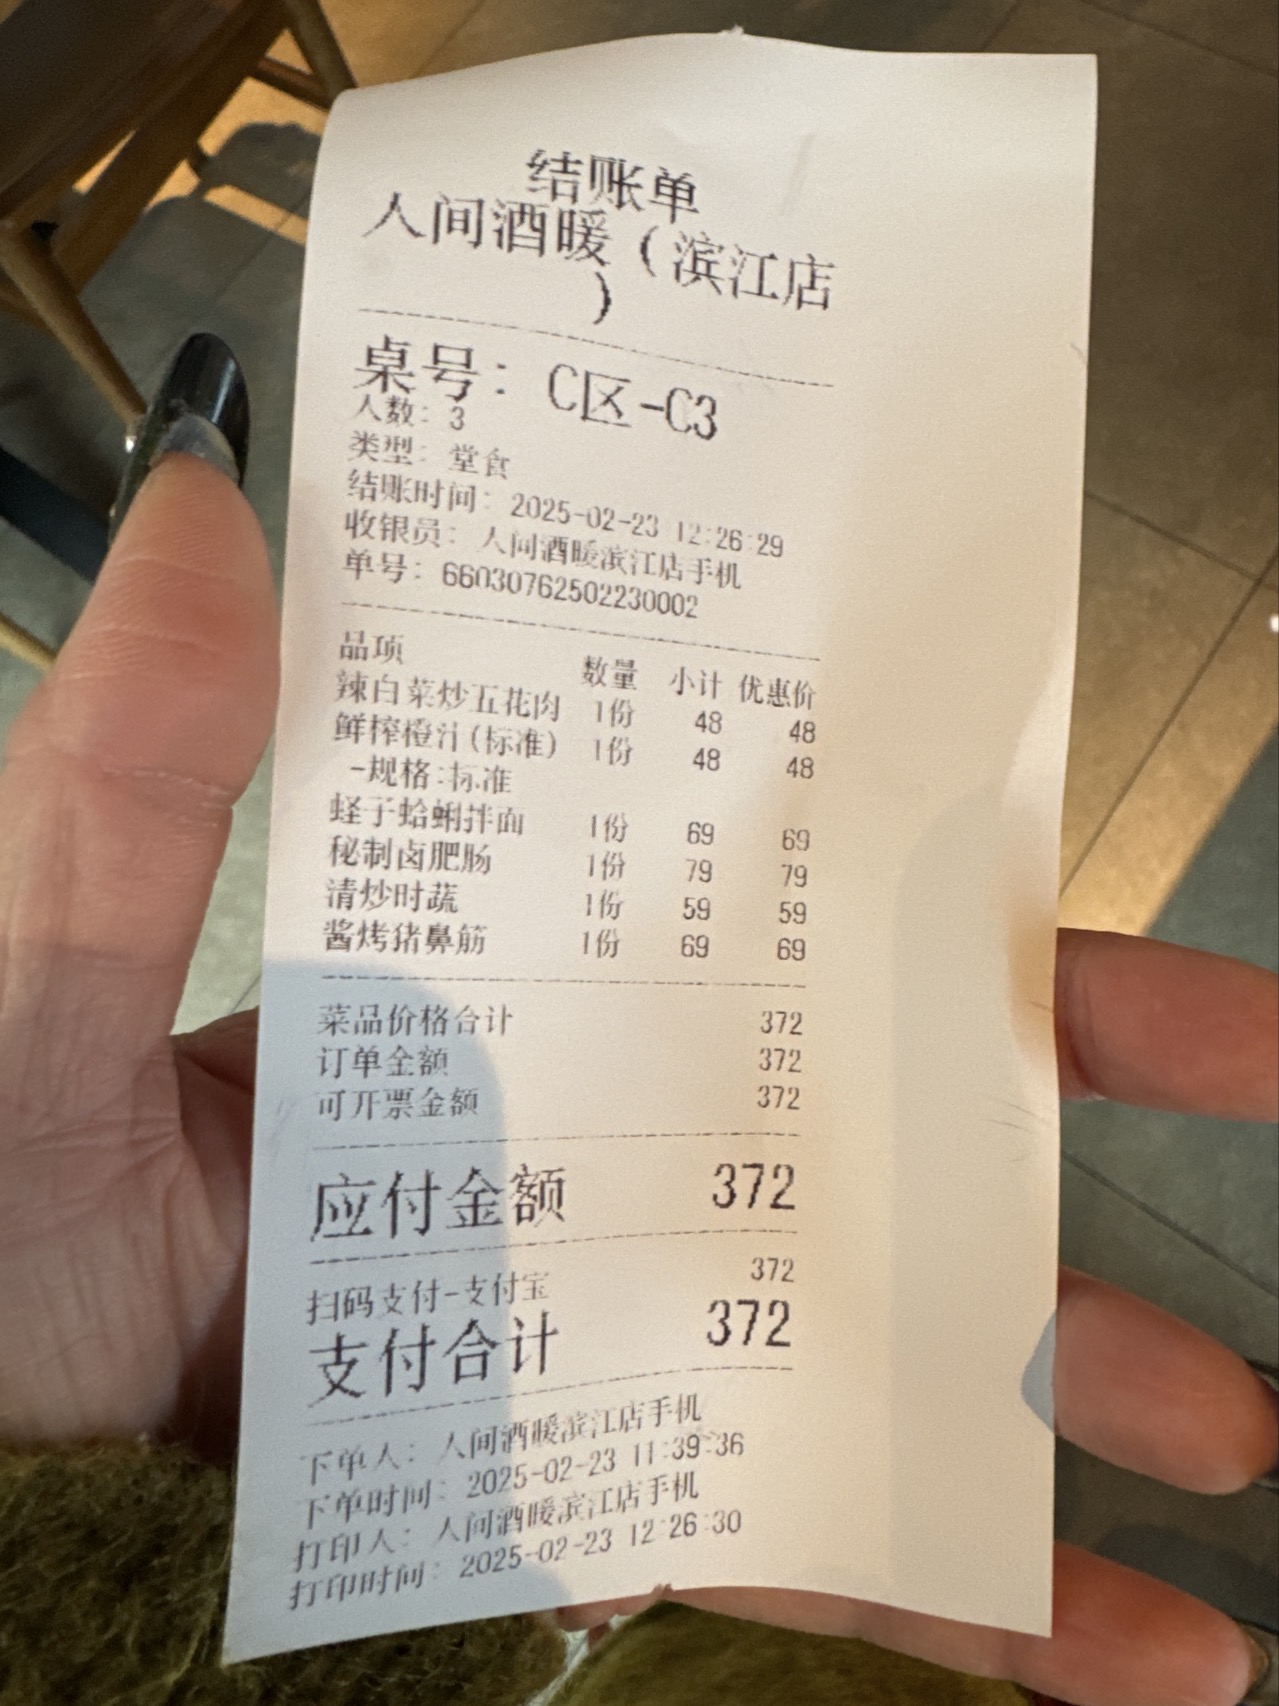 结账单
人间酒暖（滨江店
）
桌号：C区-C3
人数：3
类型：堂食
结账时间：2025-02-23 12:26:29
收银员：人间酒暖滨江店手机
单号：66030762502230002
品项 数量 小计 优惠价
辣白菜炒五花肉 1份 48 48
鲜榨橙汁(标准) 1份 48 48
-规格:标准
蛏子蛤蜊拌面 1份 69 69
秘制卤肥肠 1份 79 79
清炒时蔬 1份 59 59
酱烤猪鼻筋 1份 69 69
菜品价格合计 372
订单金额 372
可开票金额 372
应付金额 372
扫码支付-支付宝 372
支付合计 372
下单人：人间酒暖滨江店手机
下单时间：2025-02-23 11:39:36
打印人：人间酒暖滨江店手机
打印时间：2025-02-23 12:26:30